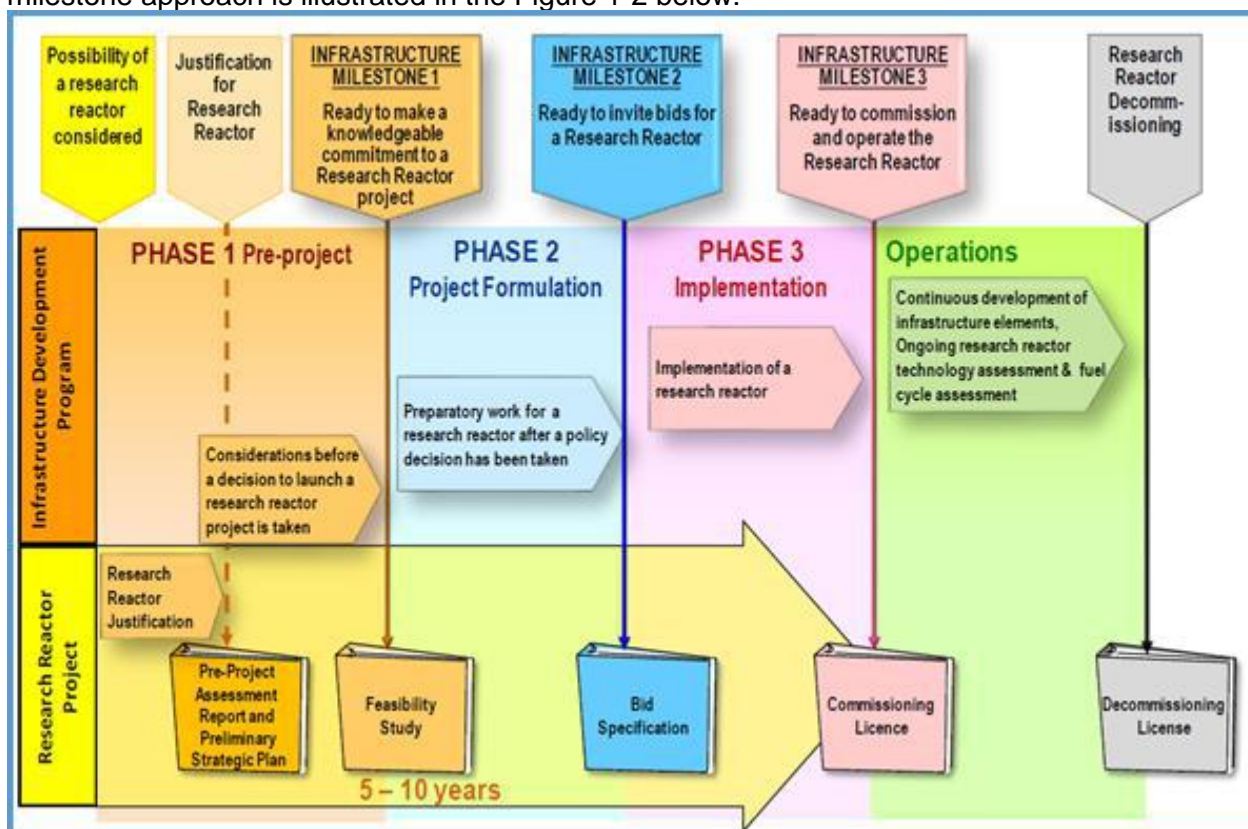 milestone approach is illustrated in the Figure 1-2 below.
Possibility of
a research
reactor
considered
Justification
for
Research
Reactor
INFRASTRUCTURE
MILESTONE 1
Ready to make a
knowledgeable
commitment to a
Research Reactor
project
INFRASTRUCTURE
MILESTONE 2
Ready to invite bids for
a Research Reactor
INFRASTRUCTURE
MILESTONE 3
Ready to commission
and operate the
Research Reactor
Research
Reactor
Decomm-
issioning
Infrastructure Development
Program
PHASE 1 Pre-project
PHASE 2
Project Formulation
PHASE 3
Implementation
Operations
Considerations before
a decision to launch a
research reactor
project is taken
Preparatory work for a
research reactor after a policy
decision has been taken
Implementation of a
research reactor
Continuous development of
infrastructure elements,
Ongoing research reactor
technology assessment & fuel
cycle assessment
Research Reactor
Project
Research
Reactor
Justification
Pre-Project
Assessment
Report and
Preliminary
Strategic Plan
Feasibility
Study
Bid
Specification
Commissioning
Licence
Decommissioning
License
5 – 10 years